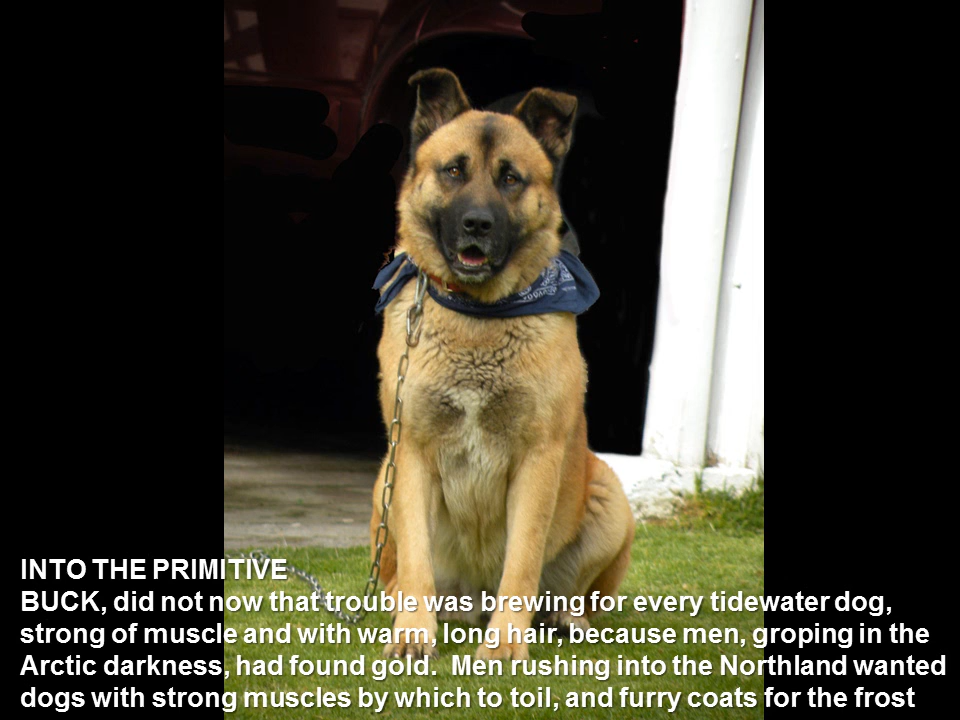 INTO THE PRIMITIVE
BUCK, did not now that trouble was brewing for every tidewater dog,
strong of muscle and with warm, long hair, because men, groping in the
Arctic darkness, had found gold.  Men rushing into the Northland wanted
dogs with strong muscles by which to toil, and furry coats for the frost